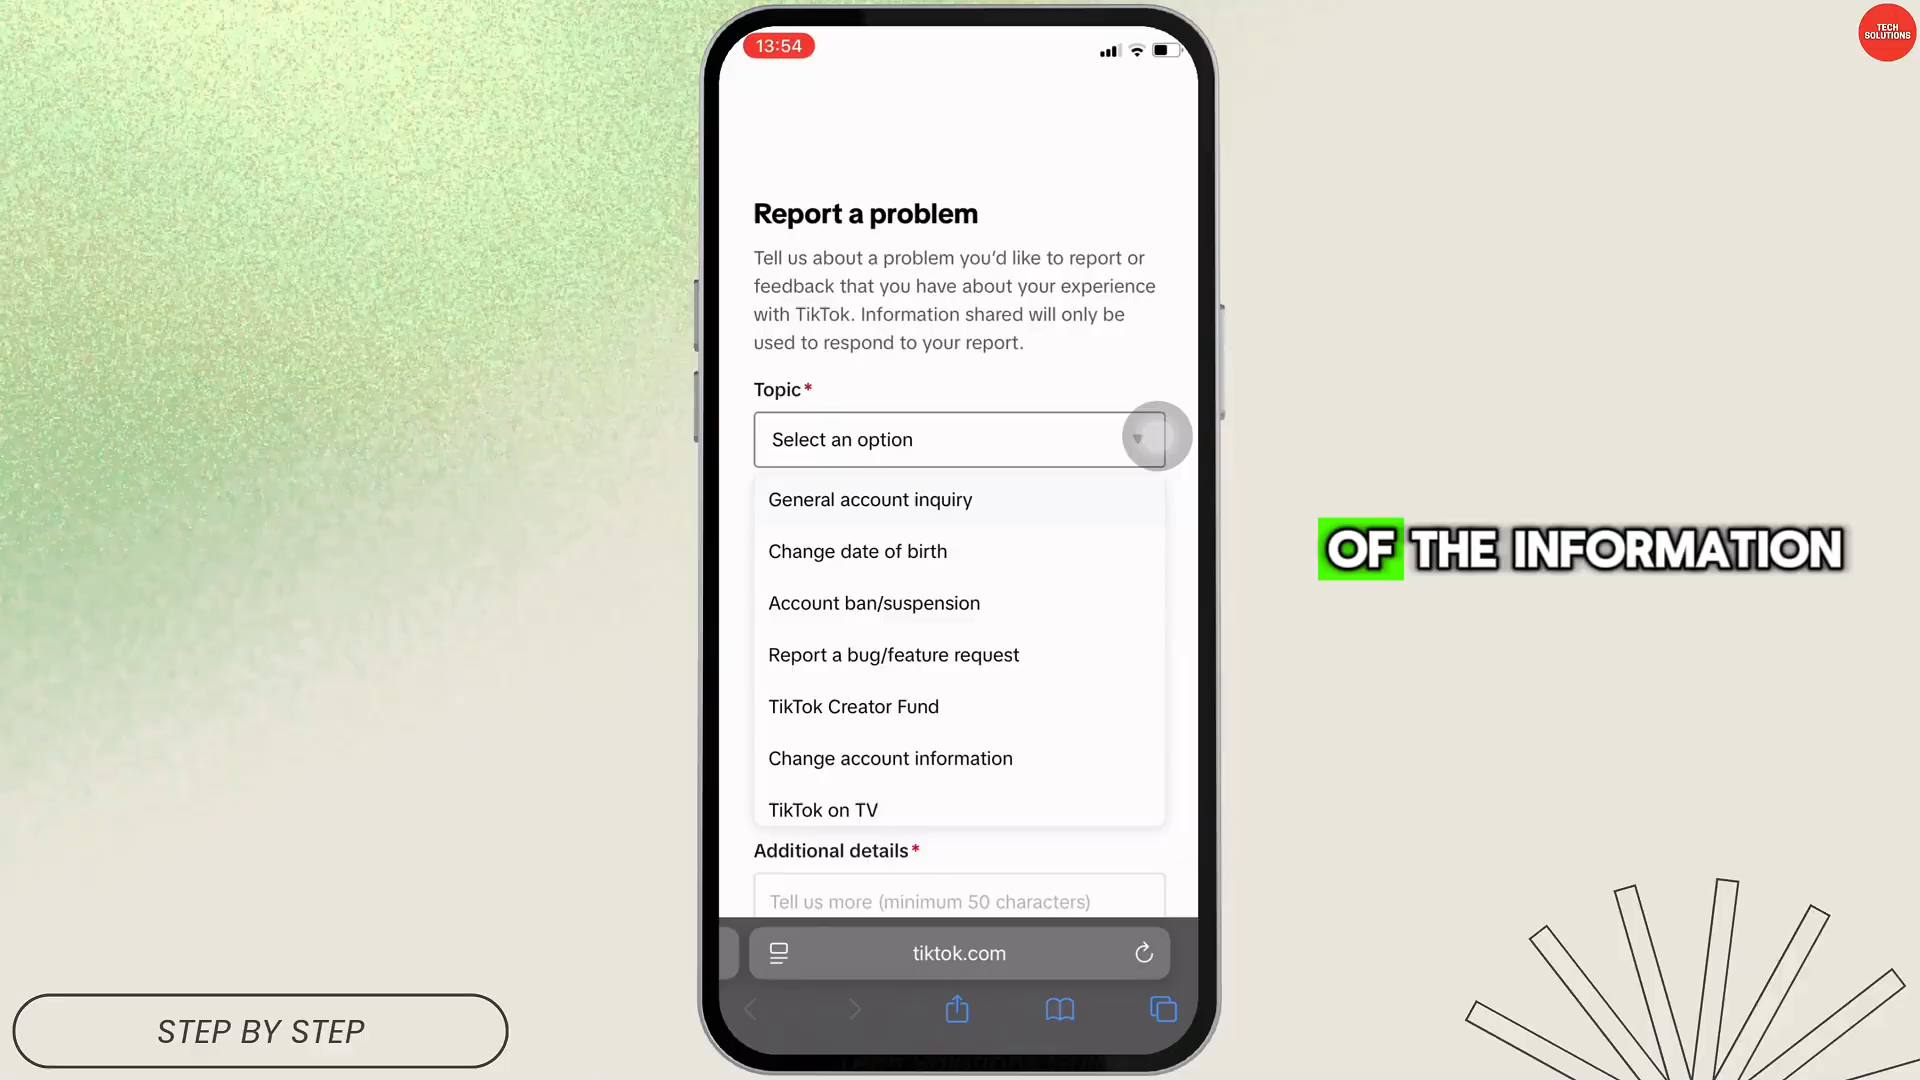 TECH
SOLUTIONS
13:54
Report a problem
Tell us about a problem you'd like to report or
feedback that you have about your experience
with TikTok. Information shared will only be
used to respond to your report.
Topic*
Select an option
General account inquiry
Change date of birth
Account ban/suspension
Report a bug/feature request
TikTok Creator Fund
Change account information
TikTok on TV
Additional details*
Tell us more (minimum 50 characters)
tiktok.com
OF THE INFORMATION
STEP BY STEP